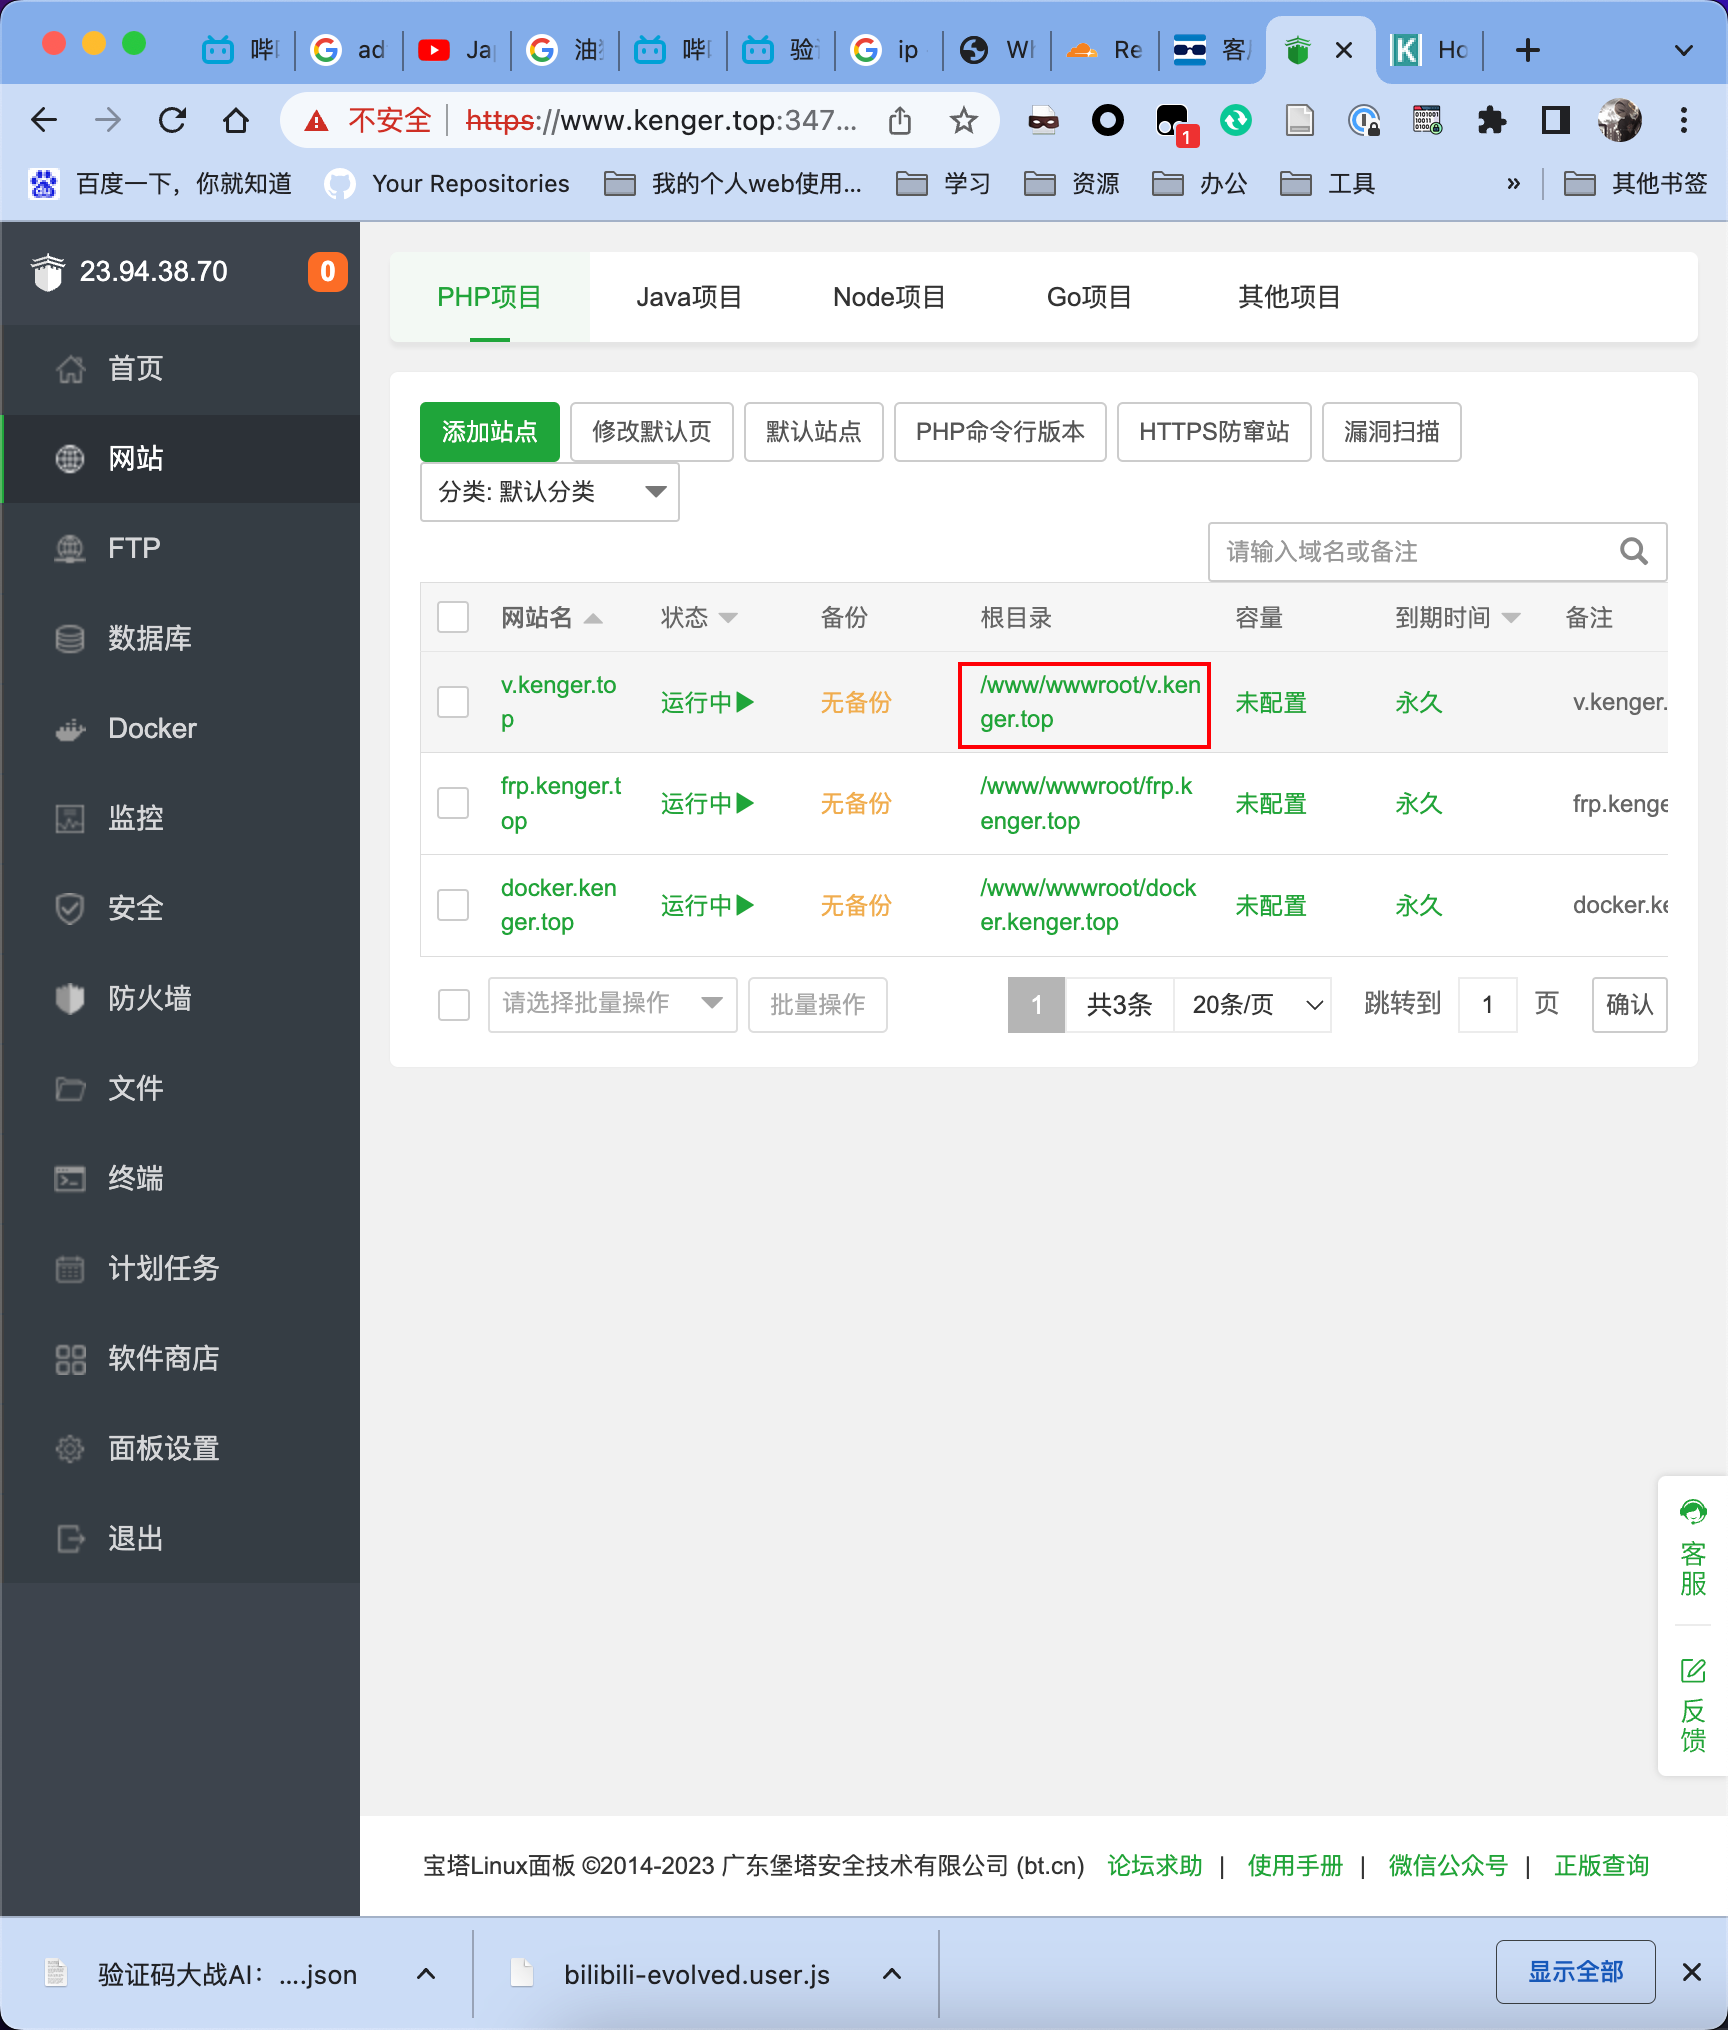 哔
ad
Ja
油
哔
验
ip
Wh
Re
客
Ho
不安全
https://www.kenger.top:347...
1
百度一下，你就知道
Your Repositories
我的个人web使用...
学习
资源
办公
工具
»
其他书签
23.94.38.70
0
首页
网站
FTP
数据库
Docker
监控
安全
防火墙
文件
终端
计划任务
软件商店
面板设置
退出
PHP项目
Java项目
Node项目
Go项目
其他项目
添加站点
修改默认页
默认站点
PHP命令行版本
HTTPS防窜站
漏洞扫描
分类: 默认分类
请输入域名或备注
网站名 状态 备份 根目录 容量 到期时间 备注
v.kenger.to
p
运行中
无备份
/www/wwwroot/v.ken
ger.top
未配置
永久
v.kenger.
frp.kenger.t
op
运行中
无备份
/www/wwwroot/frp.k
enger.top
未配置
永久
frp.kenge
docker.ken
ger.top
运行中
无备份
/www/wwwroot/dock
er.kenger.top
未配置
永久
docker.ke
请选择批量操作
批量操作
1
共3条
20条/页
跳转到
1
页
确认
客
服
反
馈
宝塔Linux面板 ©2014-2023 广东堡塔安全技术有限公司 (bt.cn) 论坛求助 | 使用手册 | 微信公众号 | 正版查询
验证码大战AI：....json
bilibili-evolved.user.js
显示全部